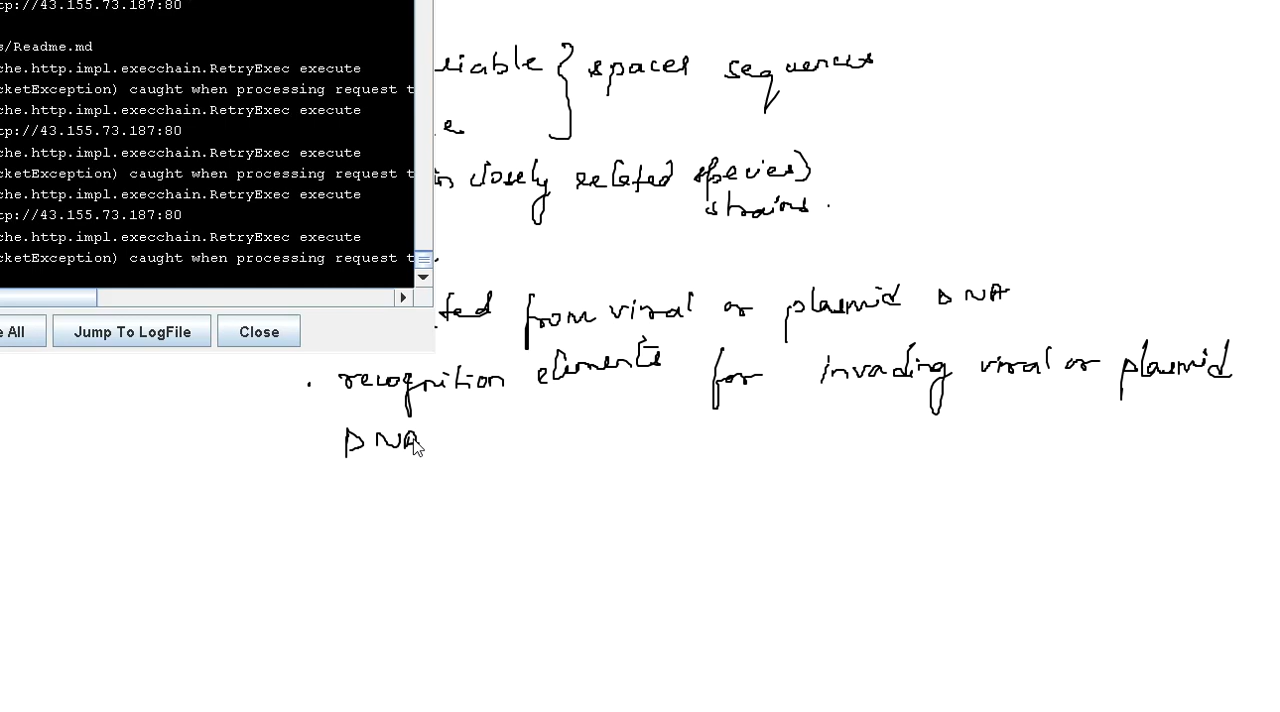 cp://43.155.73.187:80
s/Readme.md
che.http.impl.execchain.RetryExec execute
cketException) caught when processing request t
che.http.impl.execchain.RetryExec execute
cp://43.155.73.187:80
che.http.impl.execchain.RetryExec execute
cketException) caught when processing request t
che.http.impl.execchain.RetryExec execute
cp://43.155.73.187:80
che.http.impl.execchain.RetryExec execute
cketException) caught when processing request t
e All Jump To LogFile Close
riable } spacer sequences
e
in closely related species)
strains.
ted from viral or plasmid DNA
. recognition elements for invading viral or plasmid
DNA